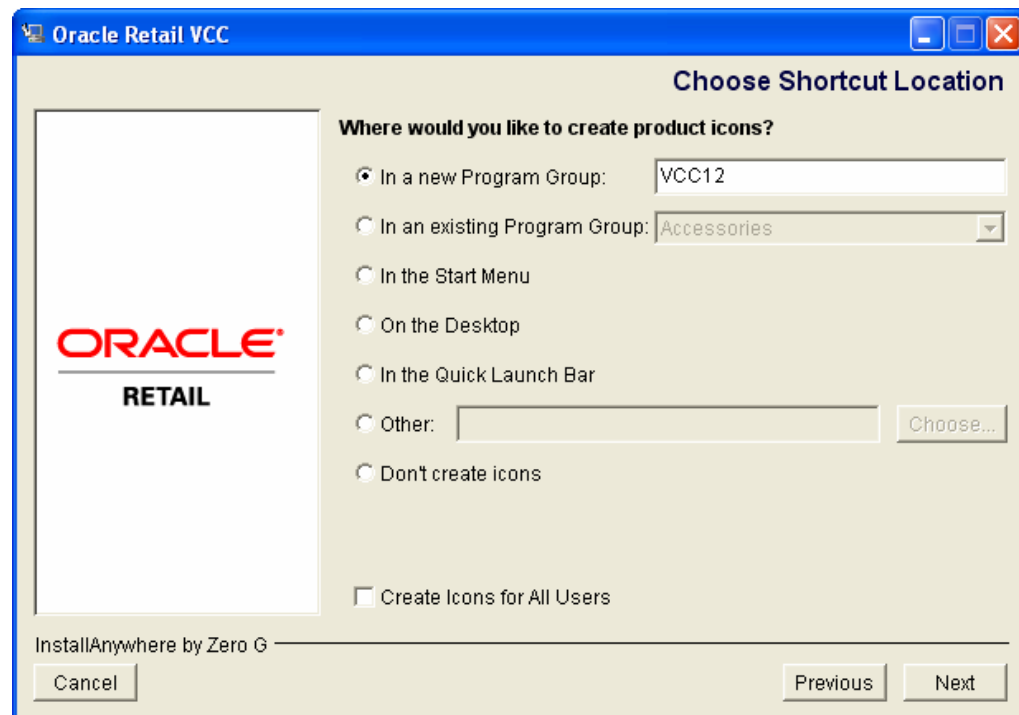 Oracle Retail VCC
Choose Shortcut Location
Where would you like to create product icons?
In a new Program Group: VCC12
In an existing Program Group: Accessories
In the Start Menu
On the Desktop
In the Quick Launch Bar
Other: Choose...
Don't create icons
ORACLE®
RETAIL
Create Icons for All Users
InstallAnywhere by Zero G
Cancel Previous Next